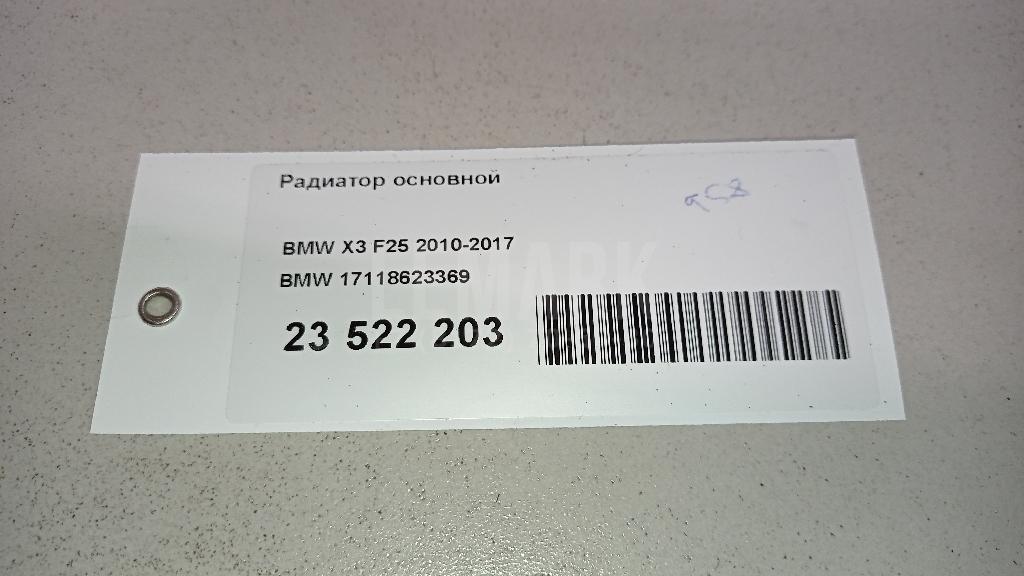 Радиатор основной
BMW X3 F25 2010-2017
BMW 17118623369
23 522 203